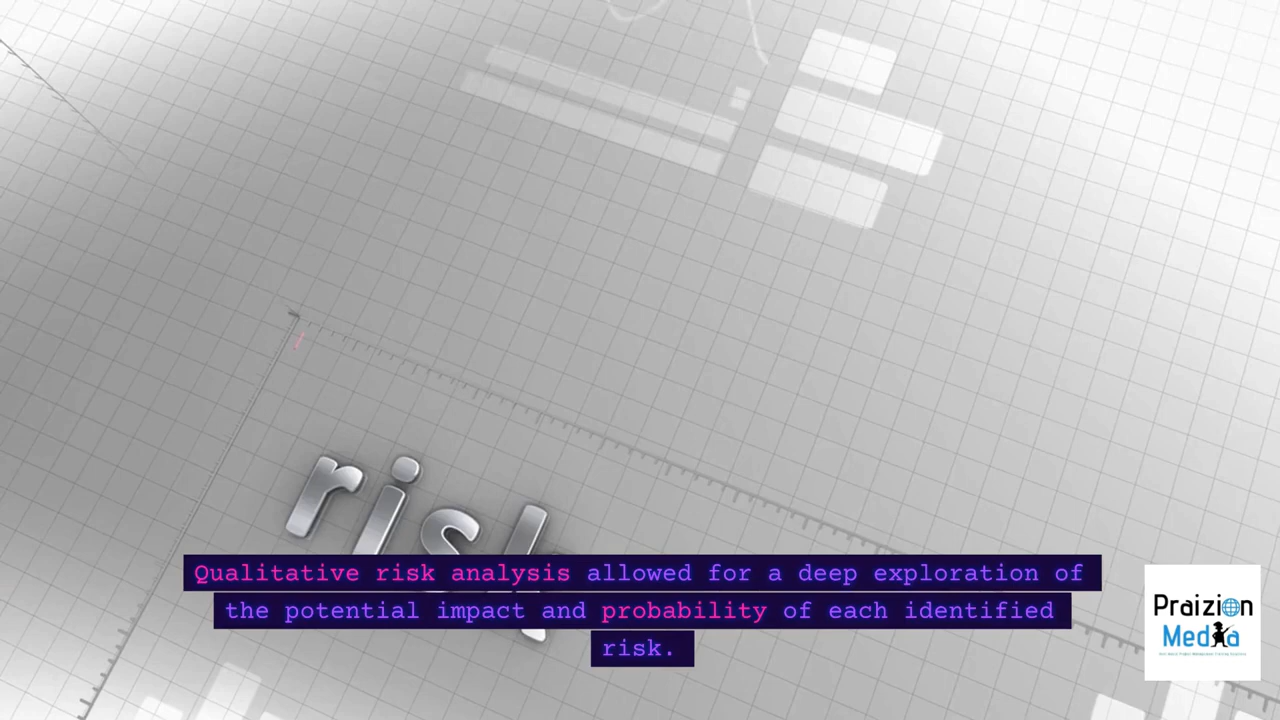 risk
Qualitative risk analysis allowed for a deep exploration of
the potential impact and probability of each identified
risk.
Praizion
Media